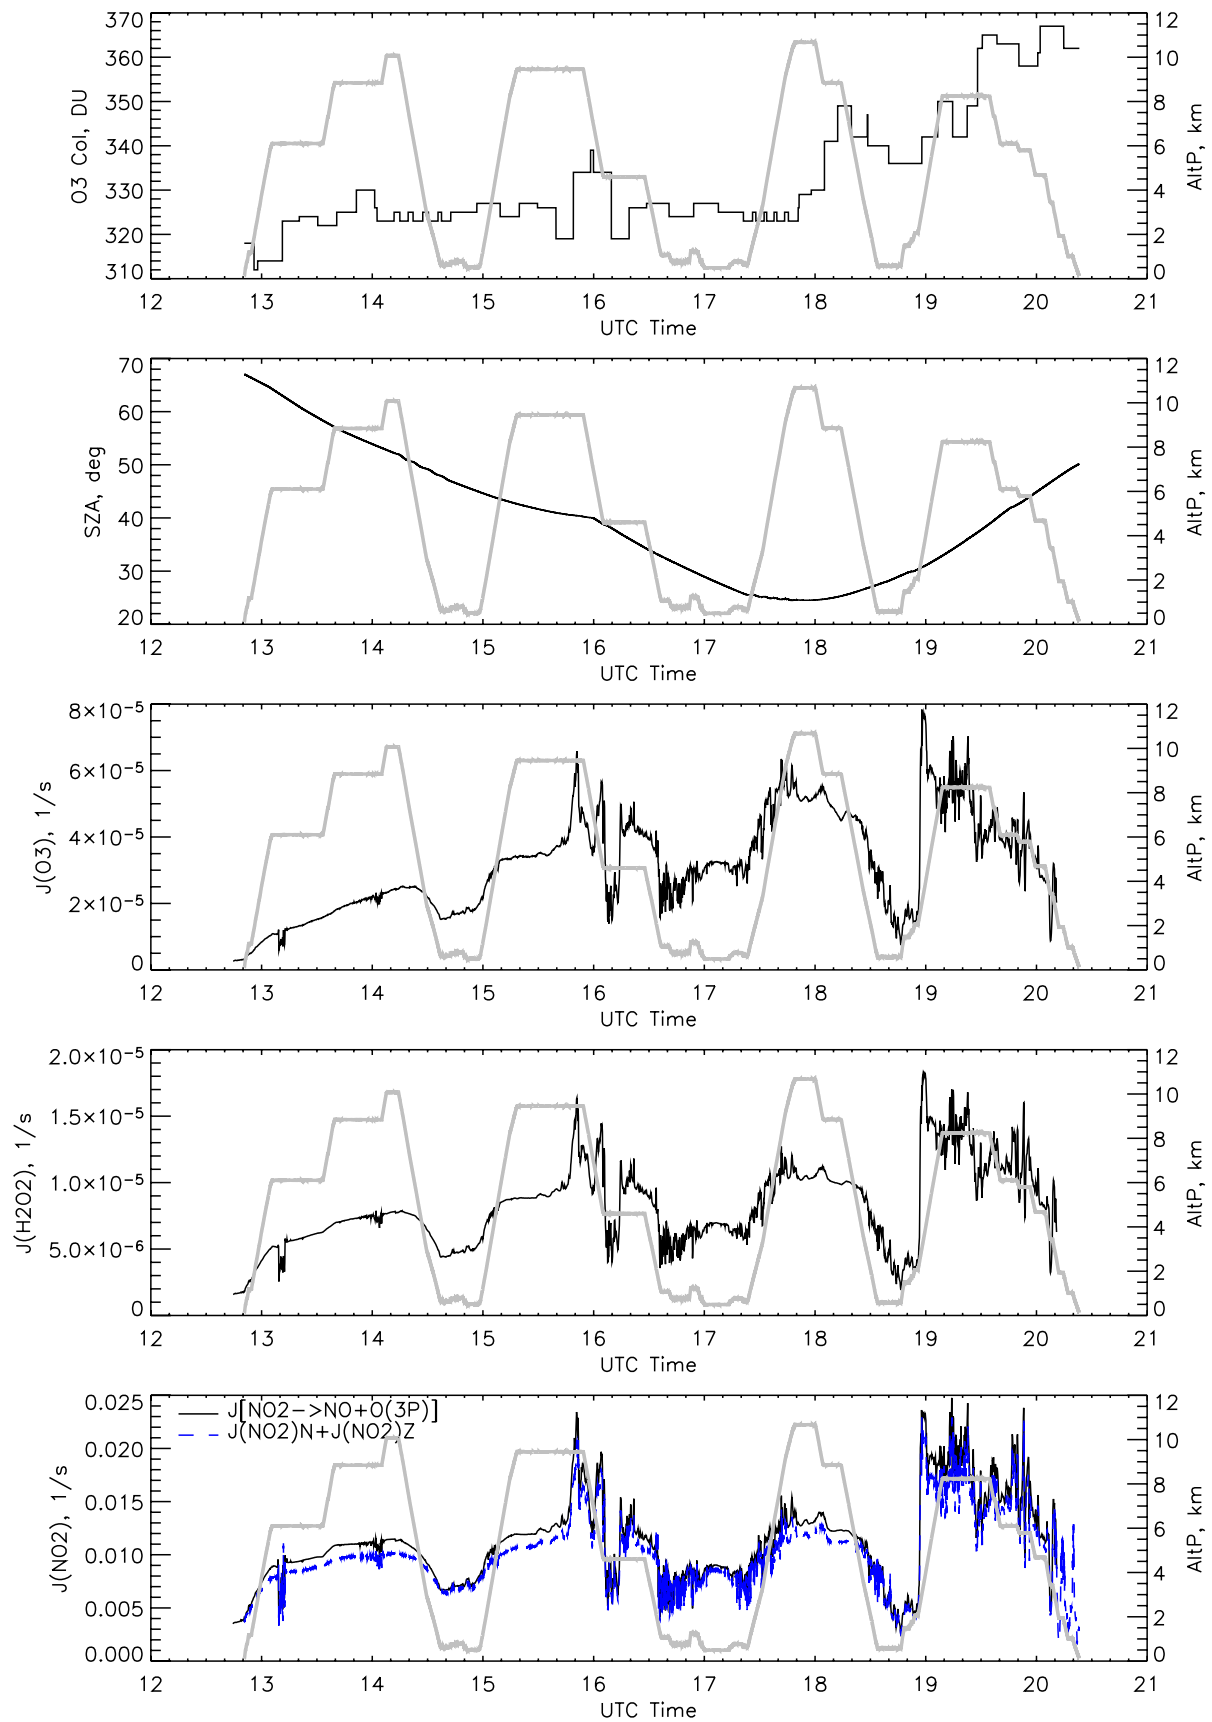 370
360
350
340
330
320
310
O3 Col, DU
12
10
8
6
4
2
0
AltP, km
12 13 14 15 16 17 18 19 20 21
UTC Time
70
60
50
40
30
20
SZA, deg
12
10
8
6
4
2
0
AltP, km
12 13 14 15 16 17 18 19 20 21
UTC Time
8×10⁻⁵
6×10⁻⁵
4×10⁻⁵
2×10⁻⁵
0
J(O3), 1/s
12
10
8
6
4
2
0
AltP, km
12 13 14 15 16 17 18 19 20 21
UTC Time
2.0×10⁻⁵
1.5×10⁻⁵
1.0×10⁻⁵
5.0×10⁻⁶
0
J(H2O2), 1/s
12
10
8
6
4
2
0
AltP, km
12 13 14 15 16 17 18 19 20 21
UTC Time
0.025
0.020
0.015
0.010
0.005
0.000
J(NO2), 1/s
J[NO2->NO+O(3P)]
J(NO2)N+J(NO2)Z
12
10
8
6
4
2
0
AltP, km
12 13 14 15 16 17 18 19 20 21
UTC Time